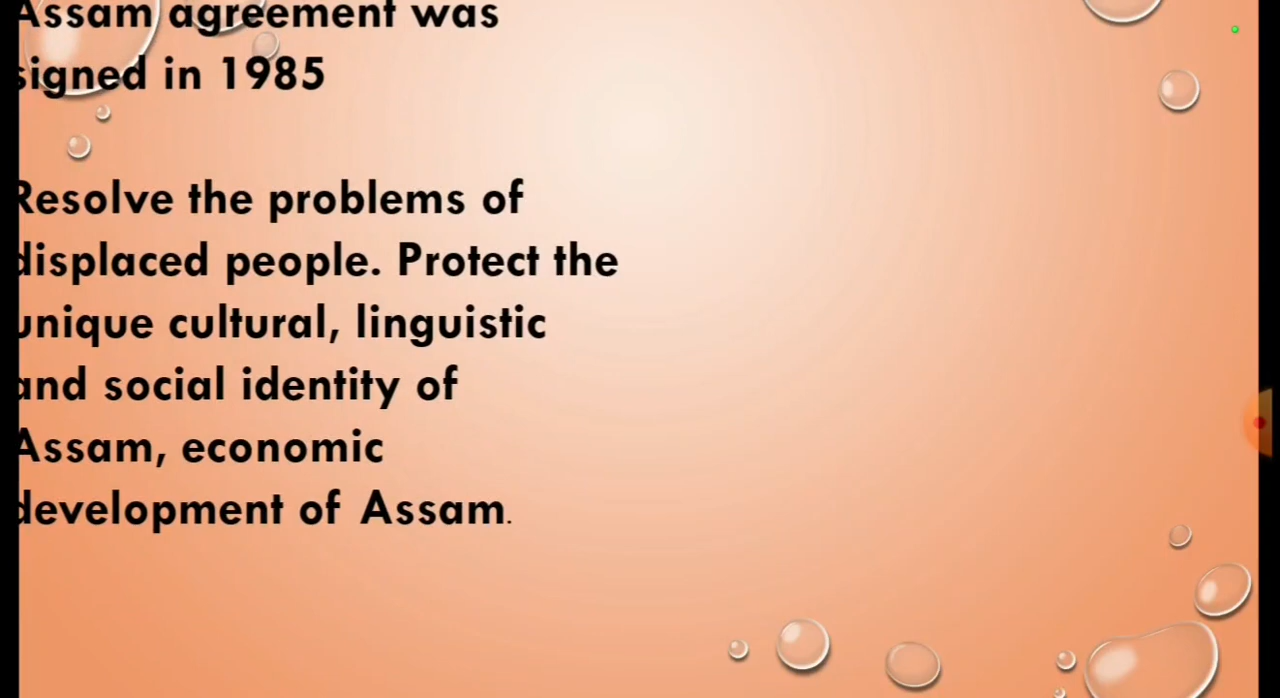 Assam agreement was
signed in 1985
Resolve the problems of
displaced people. Protect the
unique cultural, linguistic
and social identity of
Assam, economic
development of Assam.